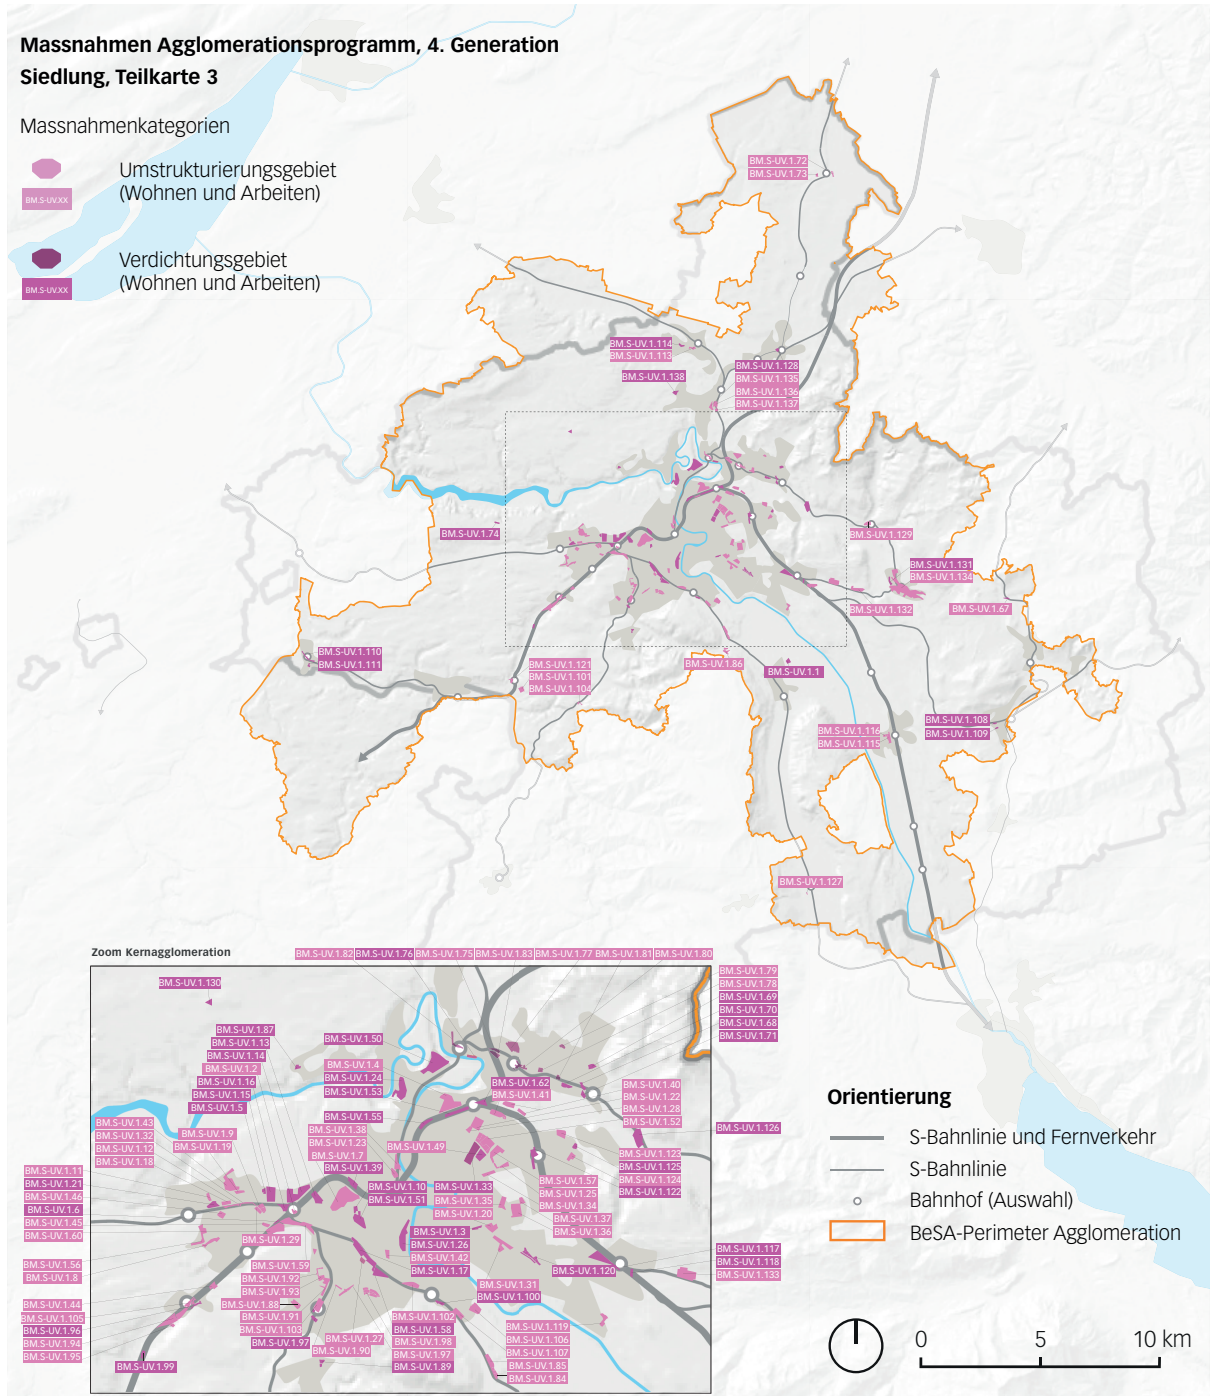 Massnahmen Agglomerationsprogramm, 4. Generation
Siedlung, Teilkarte 3
Massnahmenkategorien
Umstrukturierungsgebiet
(Wohnen und Arbeiten)
BM.S-UV.XX
Verdichtungsgebiet
(Wohnen und Arbeiten)
BM.S-UV.XX
BM.S-UV.1.72
BM.S-UV.1.73
BM.S-UV.1.114
BM.S-UV.1.113
BM.S-UV.1.138
BM.S-UV.1.128
BM.S-UV.1.135
BM.S-UV.1.136
BM.S-UV.1.137
BM.S-UV.1.74
BM.S-UV.1.129
BM.S-UV.1.131
BM.S-UV.1.134
BM.S-UV.1.132
BM.S-UV.1.67
BM.S-UV.1.110
BM.S-UV.1.111
BM.S-UV.1.121
BM.S-UV.1.101
BM.S-UV.1.104
BM.S-UV.1.86
BM.S-UV.1.1
BM.S-UV.1.116
BM.S-UV.1.115
BM.S-UV.1.108
BM.S-UV.1.109
BM.S-UV.1.127
Zoom Kernagglomeration
BM.S-UV.1.82 BM.S-UV.1.76 BM.S-UV.1.75 BM.S-UV.1.83 BM.S-UV.1.77 BM.S-UV.1.81 BM.S-UV.1.80
BM.S-UV.1.79
BM.S-UV.1.78
BM.S-UV.1.69
BM.S-UV.1.70
BM.S-UV.1.68
BM.S-UV.1.71
BM.S-UV.1.130
BM.S-UV.1.87
BM.S-UV.1.13
BM.S-UV.1.14
BM.S-UV.1.2
BM.S-UV.1.16
BM.S-UV.1.15
BM.S-UV.1.5
BM.S-UV.1.50
BM.S-UV.1.4
BM.S-UV.1.24
BM.S-UV.1.53
BM.S-UV.1.62
BM.S-UV.1.41
BM.S-UV.1.40
BM.S-UV.1.22
BM.S-UV.1.28
BM.S-UV.1.52
BM.S-UV.1.43
BM.S-UV.1.32
BM.S-UV.1.12
BM.S-UV.1.18
BM.S-UV.1.9
BM.S-UV.1.19
BM.S-UV.1.55
BM.S-UV.1.38
BM.S-UV.1.23
BM.S-UV.1.7
BM.S-UV.1.39
BM.S-UV.1.49
BM.S-UV.1.126
BM.S-UV.1.123
BM.S-UV.1.125
BM.S-UV.1.124
BM.S-UV.1.122
BM.S-UV.1.11
BM.S-UV.1.21
BM.S-UV.1.46
BM.S-UV.1.6
BM.S-UV.1.45
BM.S-UV.1.60
BM.S-UV.1.10
BM.S-UV.1.51
BM.S-UV.1.33
BM.S-UV.1.35
BM.S-UV.1.20
BM.S-UV.1.57
BM.S-UV.1.25
BM.S-UV.1.34
BM.S-UV.1.37
BM.S-UV.1.36
BM.S-UV.1.29
BM.S-UV.1.3
BM.S-UV.1.26
BM.S-UV.1.42
BM.S-UV.1.17
BM.S-UV.1.117
BM.S-UV.1.118
BM.S-UV.1.133
BM.S-UV.1.56
BM.S-UV.1.8
BM.S-UV.1.59
BM.S-UV.1.92
BM.S-UV.1.93
BM.S-UV.1.88
BM.S-UV.1.91
BM.S-UV.1.103
BM.S-UV.1.97
BM.S-UV.1.120
BM.S-UV.1.31
BM.S-UV.1.100
BM.S-UV.1.44
BM.S-UV.1.105
BM.S-UV.1.96
BM.S-UV.1.94
BM.S-UV.1.95
BM.S-UV.1.99
BM.S-UV.1.27
BM.S-UV.1.90
BM.S-UV.1.102
BM.S-UV.1.58
BM.S-UV.1.98
BM.S-UV.1.97
BM.S-UV.1.89
BM.S-UV.1.119
BM.S-UV.1.106
BM.S-UV.1.107
BM.S-UV.1.85
BM.S-UV.1.84
Orientierung
S-Bahnlinie und Fernverkehr
S-Bahnlinie
Bahnhof (Auswahl)
BeSA-Perimeter Agglomeration
0 5 10 km